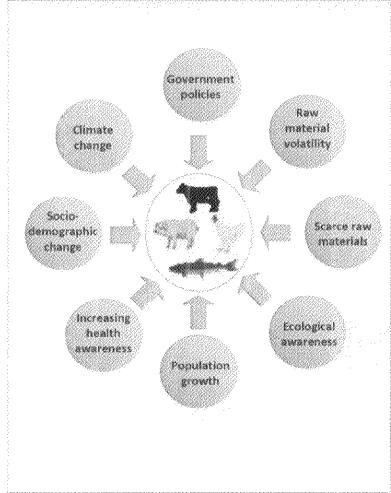 Government
policies
Raw
material
volatility
Scarce raw
materials
Ecological
awareness
Population
growth
Increasing
health
awareness
Socio-
demographic
change
Climate
change